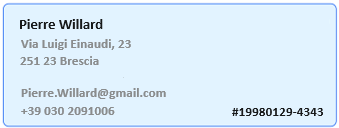 Pierre Willard
Via Luigi Einaudi, 23
251 23 Brescia
Pierre.Willard@gmail.com
+39 030 2091006
#19980129-4343